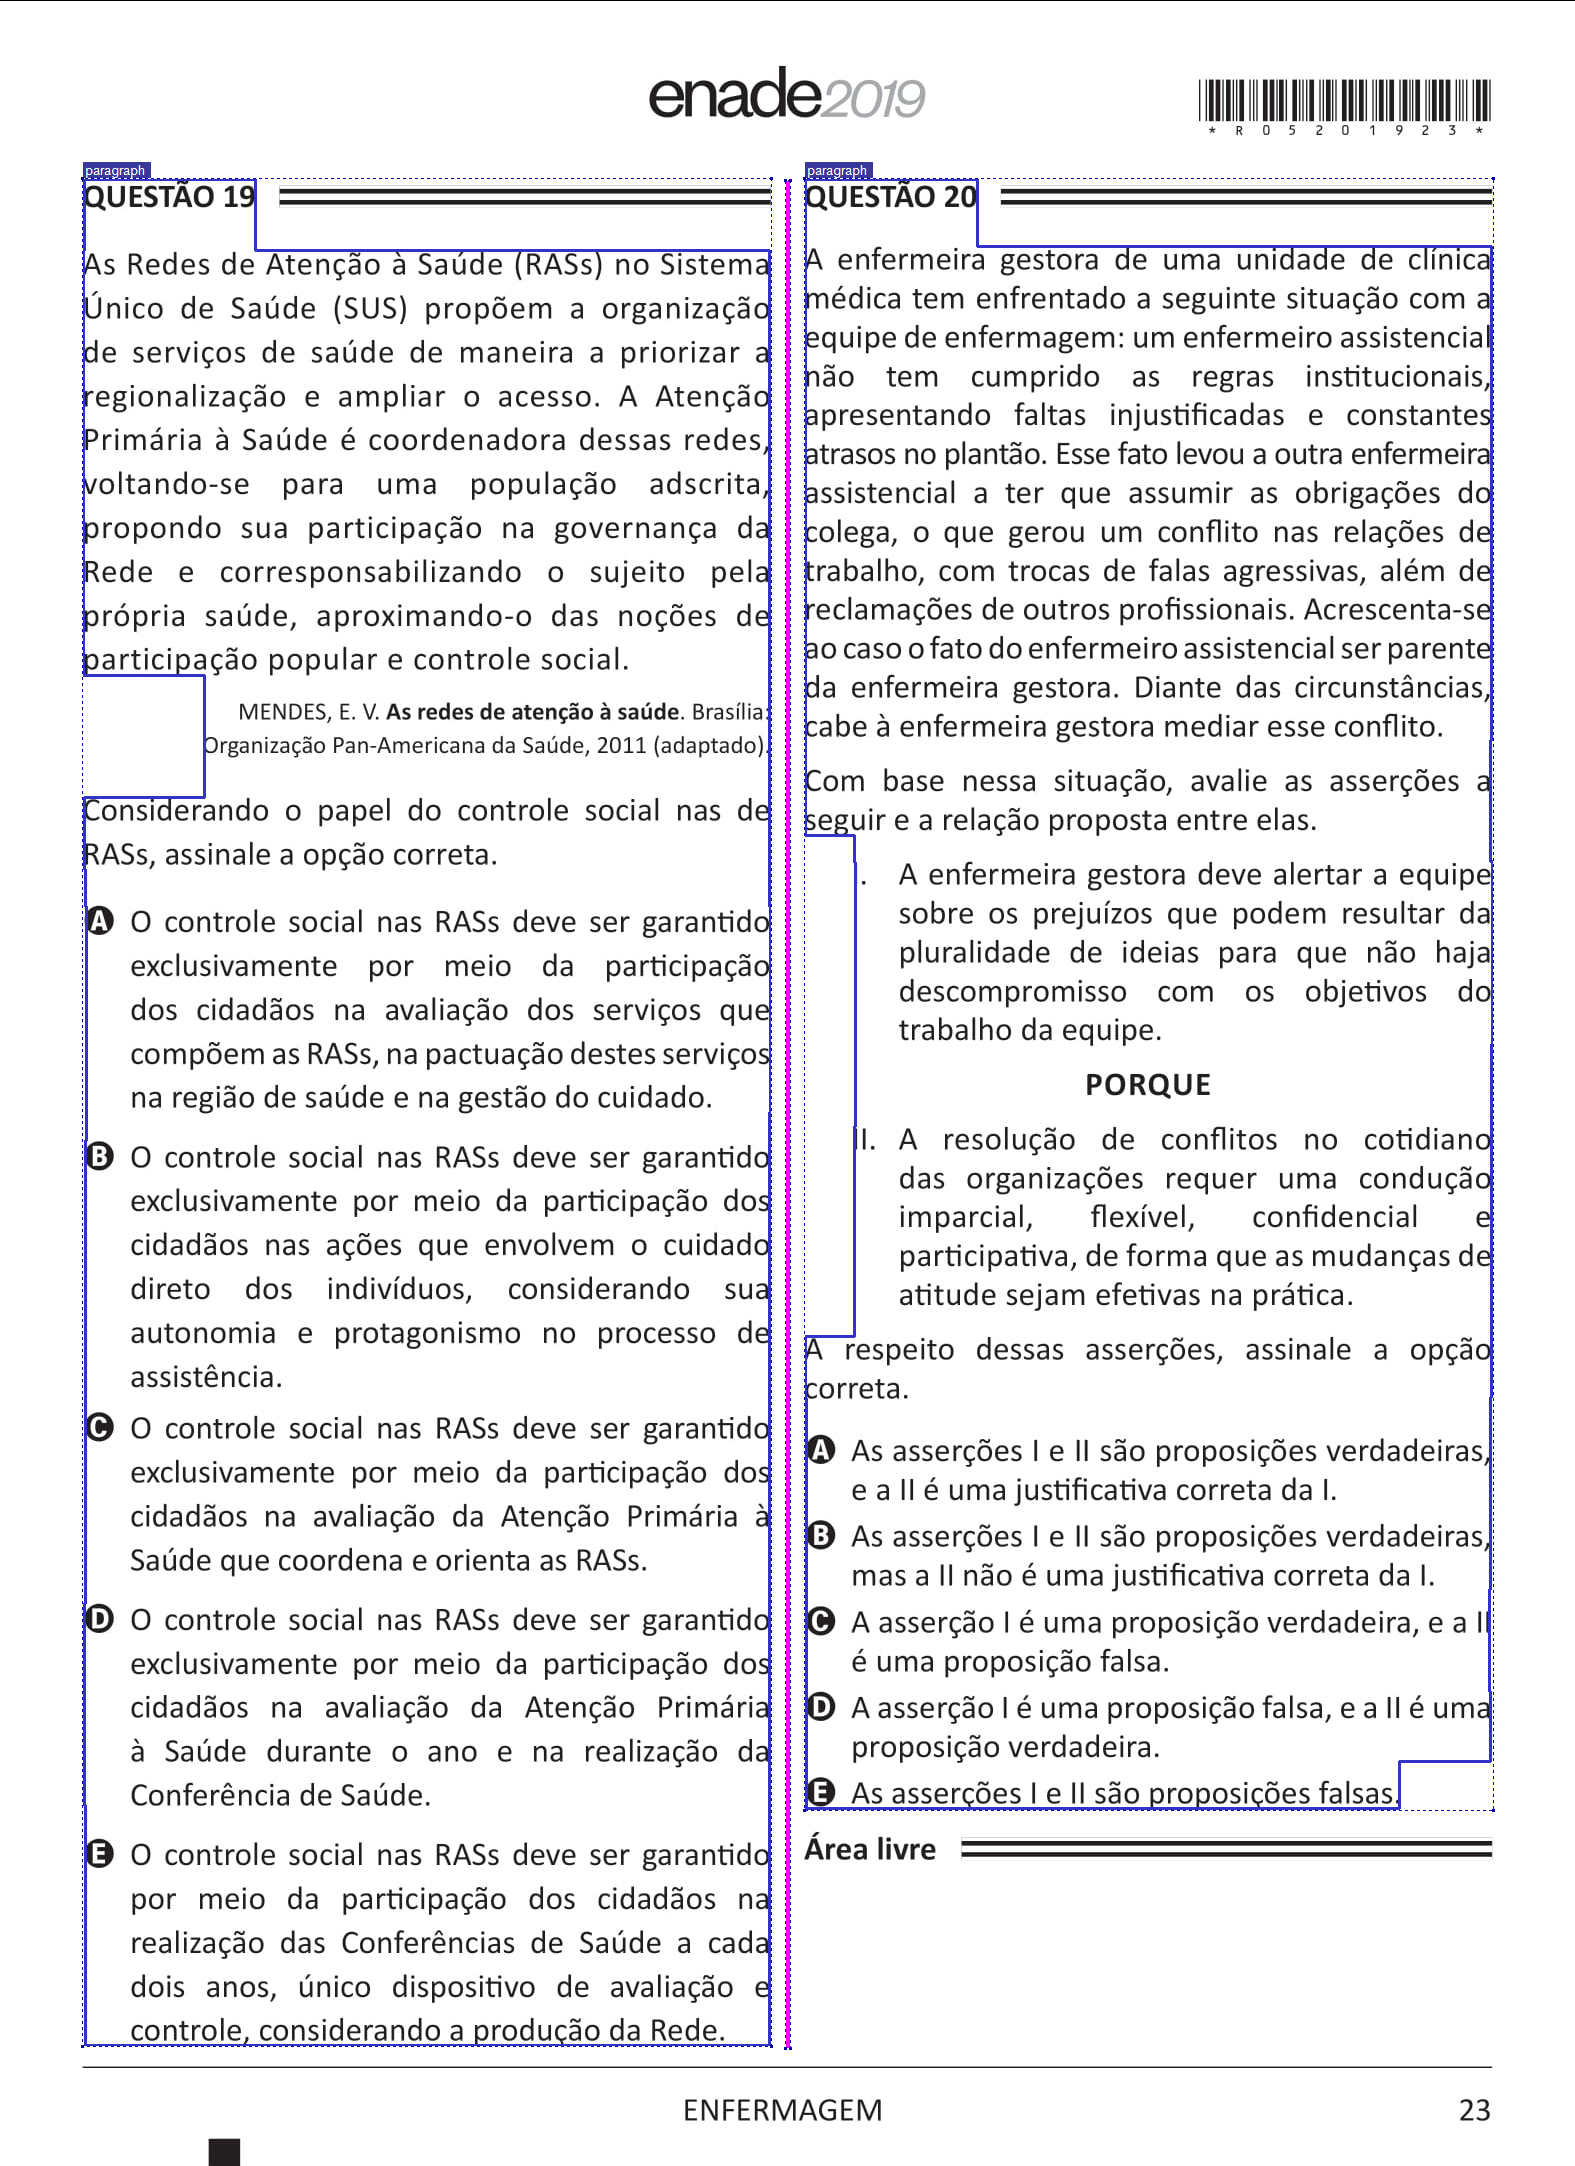 enade2019
*R05201923*
paragraph
QUESTÃO 19
As Redes de Atenção à Saúde (RASs) no Sistema
Único de Saúde (SUS) propõem a organização
de serviços de saúde de maneira a priorizar a
regionalização e ampliar o acesso. A Atenção
Primária à Saúde é coordenadora dessas redes,
voltando-se para uma população adscrita,
propondo sua participação na governança da
Rede e corresponsabilizando o sujeito pela
própria saúde, aproximando-o das noções de
participação popular e controle social.
MENDES, E. V. As redes de atenção à saúde. Brasília:
Organização Pan-Americana da Saúde, 2011 (adaptado).
Considerando o papel do controle social nas de
RASs, assinale a opção correta.
A O controle social nas RASs deve ser garantido
exclusivamente por meio da participação
dos cidadãos na avaliação dos serviços que
compõem as RASs, na pactuação destes serviços
na região de saúde e na gestão do cuidado.
B O controle social nas RASs deve ser garantido
exclusivamente por meio da participação dos
cidadãos nas ações que envolvem o cuidado
direto dos indivíduos, considerando sua
autonomia e protagonismo no processo de
assistência.
C O controle social nas RASs deve ser garantido
exclusivamente por meio da participação dos
cidadãos na avaliação da Atenção Primária à
Saúde que coordena e orienta as RASs.
D O controle social nas RASs deve ser garantido
exclusivamente por meio da participação dos
cidadãos na avaliação da Atenção Primária
à Saúde durante o ano e na realização da
Conferência de Saúde.
E O controle social nas RASs deve ser garantido
por meio da participação dos cidadãos na
realização das Conferências de Saúde a cada
dois anos, único dispositivo de avaliação e
controle, considerando a produção da Rede.
paragraph
QUESTÃO 20
A enfermeira gestora de uma unidade de clínica
médica tem enfrentado a seguinte situação com a
equipe de enfermagem: um enfermeiro assistencial
não tem cumprido as regras institucionais,
apresentando faltas injustificadas e constantes
atrasos no plantão. Esse fato levou a outra enfermeira
assistencial a ter que assumir as obrigações do
colega, o que gerou um conflito nas relações de
trabalho, com trocas de falas agressivas, além de
reclamações de outros profissionais. Acrescenta-se
ao caso o fato do enfermeiro assistencial ser parente
da enfermeira gestora. Diante das circunstâncias,
cabe à enfermeira gestora mediar esse conflito.
Com base nessa situação, avalie as asserções a
seguir e a relação proposta entre elas.
. A enfermeira gestora deve alertar a equipe
sobre os prejuízos que podem resultar da
pluralidade de ideias para que não haja
descompromisso com os objetivos do
trabalho da equipe.
PORQUE
II. A resolução de conflitos no cotidiano
das organizações requer uma condução
imparcial, flexível, confidencial e
participativa, de forma que as mudanças de
atitude sejam efetivas na prática.
A respeito dessas asserções, assinale a opção
correta.
A As asserções I e II são proposições verdadeiras,
e a II é uma justificativa correta da I.
B As asserções I e II são proposições verdadeiras,
mas a II não é uma justificativa correta da I.
C A asserção I é uma proposição verdadeira, e a II
é uma proposição falsa.
D A asserção I é uma proposição falsa, e a II é uma
proposição verdadeira.
E As asserções I e II são proposições falsas.
Área livre
ENFERMAGEM
23